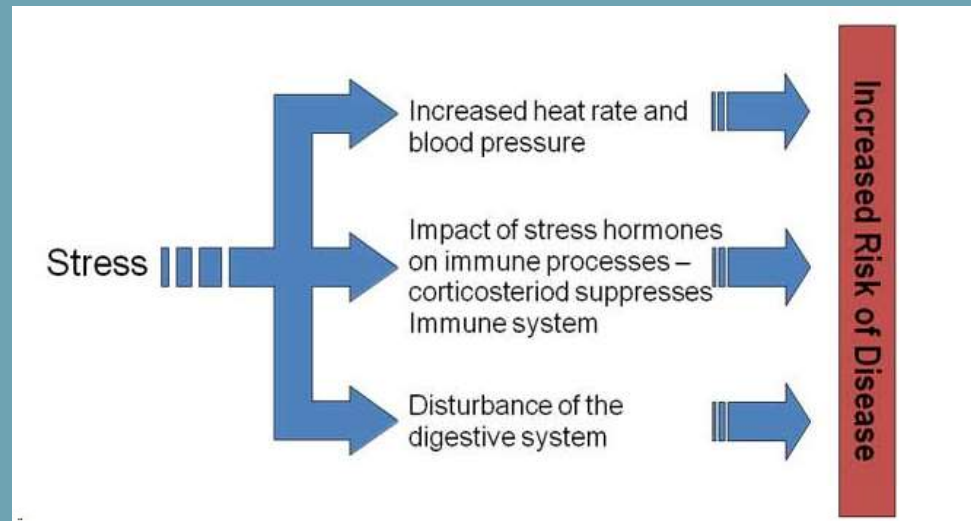 Increased heat rate and
blood pressure
Stress
Impact of stress hormones
on immune processes –
corticosteriod suppresses
Immune system
Disturbance of the
digestive system
Increased Risk of Disease